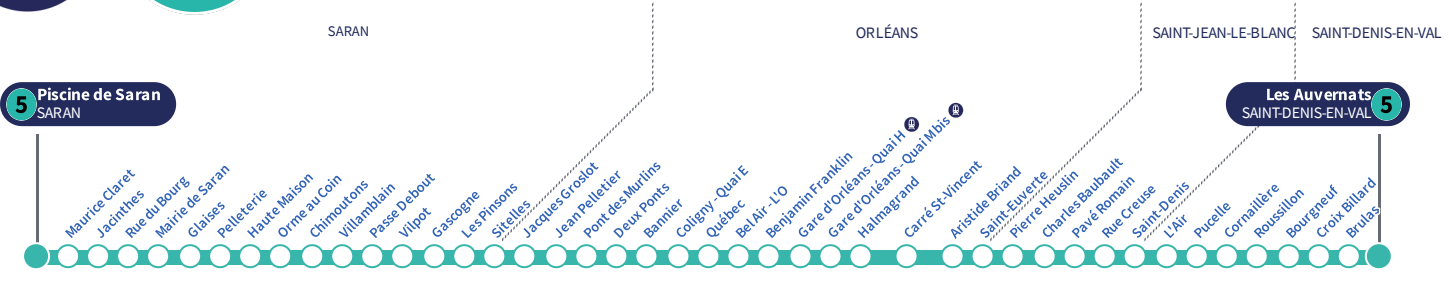 SARAN
ORLÉANS
SAINT-JEAN-LE-BLANC
SAINT-DENIS-EN-VAL
5
Piscine de Saran
SARAN
Les Auvernats
SAINT-DENIS-EN-VAL
5
Maurice Claret
Jacinthes
Rue du Bourg
Mairie de Saran
Glaises
Pelleterie
Haute Maison
Orme au Coin
Chimoutons
Villamblain
Passe Debout
Vilpot
Gascogne
Les Pinsons
Sitelles
Jacques Groslot
Jean Pelletier
Pont des Murlins
Deux Ponts
Bannier
Coligny - Quai E
Québec
Bel Air - L'O
Benjamin Franklin
Gare d'Orléans - Quai H
Gare d'Orléans - Quai Mbis
Halmagrand
Carré St-Vincent
Aristide Briand
Saint-Euverte
Pierre Heuslin
Charles Baubault
Pavé Romain
Rue Creuse
Saint-Denis
L'Air
Pucelle
Cornaillère
Roussillon
Bourgneuf
Croix Billard
Brulas